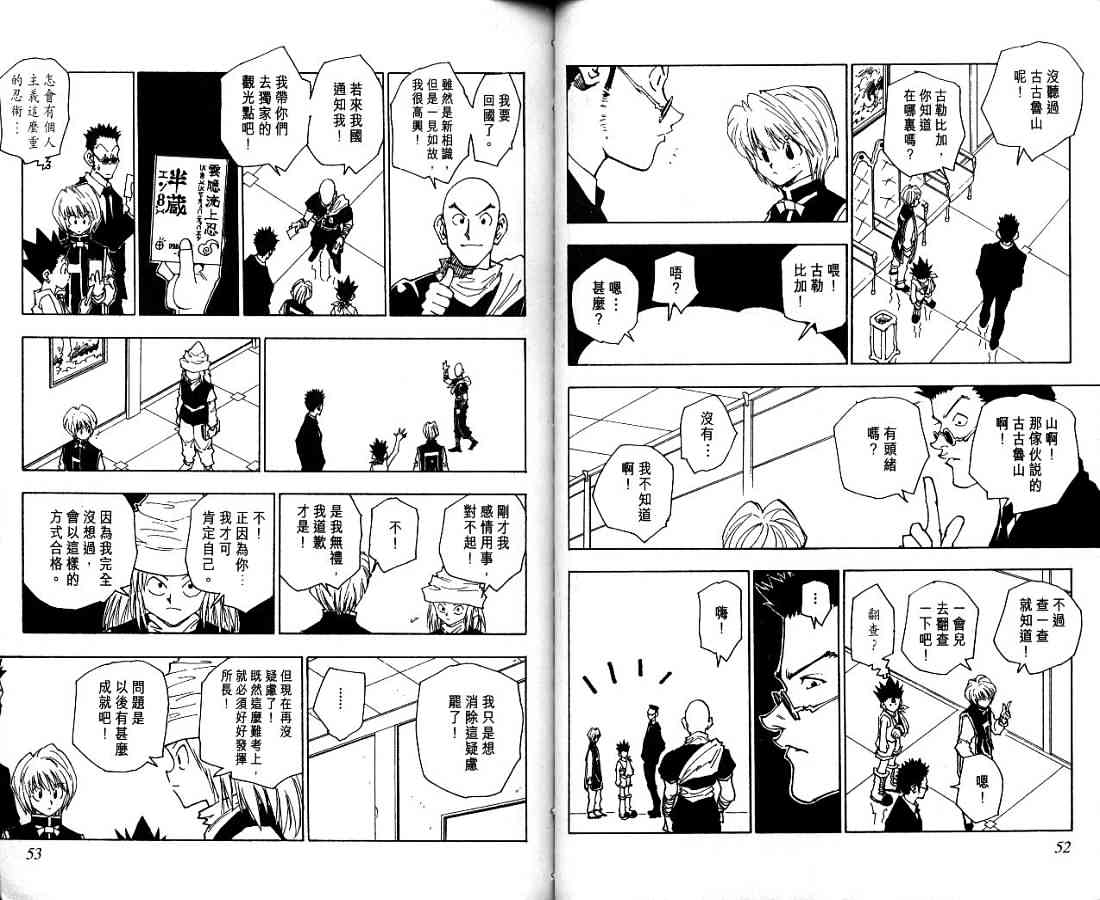 沒聽過
古古魯山
呢！
古勒比加，
你知道
在哪裏嗎？
喂！
古勒
比加！
唔？
嗯…
甚麼？
山啊！
那傢伙説的
古古魯山
啊！
有頭緒
嗎？
沒有…
我不知道
啊！
不過
查一查
就知道！
一會兒
去翻查
一下吧！
翻查？
嗯！
…
嗨！
52
我要
回國了。
雖然是新相識，
但是一見如故，
我很高興！
若來我國
通知我！
我帶你們
去獨家的
觀光點吧！
雲隱流上忍
半蔵
怎會有個人
主義這麼重
的忍術…
剛才我
感情用事，
對不起！
不！
是我無禮，
我道歉
才是！
不！
正因為你…
我才可
肯定自己。
因為我完全
沒想過，
會以這樣的
方式合格。
我只是想
消除這疑慮
罷了！
………
但現在再沒
疑慮了！
既然這麼難考上，
就必須好好發揮
所長！
問題是
以後有甚麼
成就吧！
53